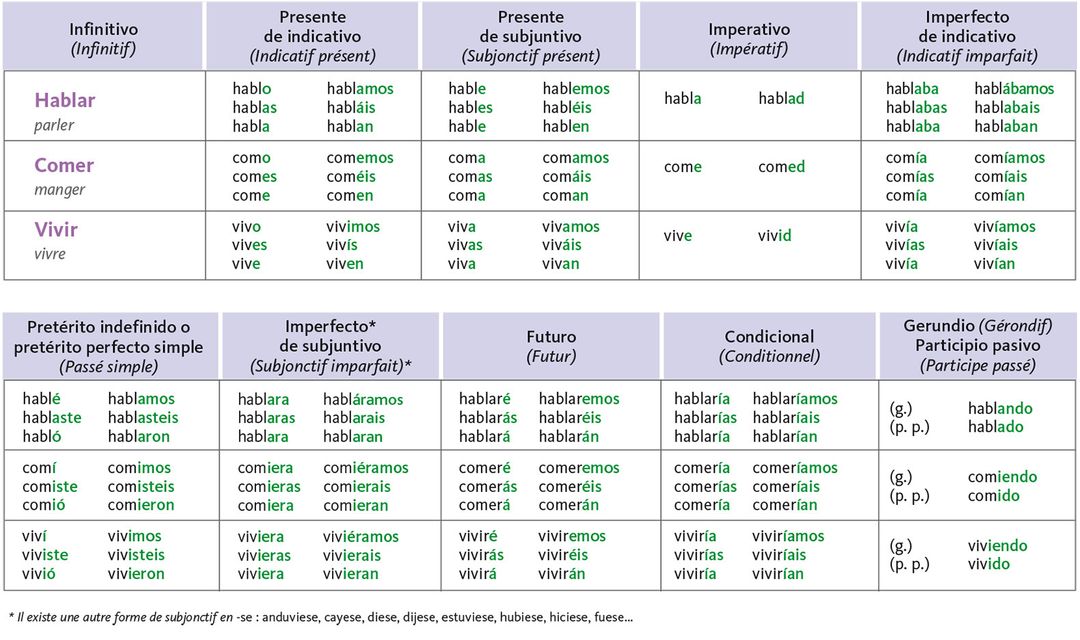 Infinitivo
(Infinitif)
Presente
de indicativo
(Indicatif présent)
Presente
de subjuntivo
(Subjonctif présent)
Imperativo
(Impératif)
Imperfecto
de indicativo
(Indicatif imparfait)
Hablar
parler
hablo hablamos
hablas habláis
habla hablan
hable hablemos
hables habléis
hable hablen
habla hablad
hablaba hablábamos
hablabas hablabais
hablaba hablaban
Comer
manger
como comemos
comes coméis
come comen
coma comamos
comas comáis
coma coman
come comed
comía comíamos
comías comíais
comía comían
Vivir
vivre
vivo vivimos
vives vivís
vive viven
viva vivamos
vivas viváis
viva vivan
vive vivid
vivía vivíamos
vivías vivíais
vivía vivían
Pretérito indefinido o
pretérito perfecto simple
(Passé simple)
Imperfecto*
de subjuntivo
(Subjonctif imparfait)*
Futuro
(Futur)
Condicional
(Conditionnel)
Gerundio (Gérondif)
Participio pasivo
(Participe passé)
hablé hablamos
hablaste hablasteis
habló hablaron
hablara habláramos
hablaras hablarais
hablara hablaran
hablaré hablaremos
hablarás hablaréis
hablará hablarán
hablaría hablaríamos
hablarías hablaríais
hablaría hablarían
(g.) hablando
(p. p.) hablado
comí comimos
comiste comisteis
comió comieron
comiera comiéramos
comieras comierais
comiera comieran
comeré comeremos
comerás comeréis
comerá comerán
comería comeríamos
comerías comeríais
comería comerían
(g.) comiendo
(p. p.) comido
viví vivimos
viviste vivisteis
vivió vivieron
viviera viviéramos
vivieras vivierais
viviera vivieran
viviré viviremos
vivirás viviréis
vivirá vivirán
viviría viviríamos
vivirías viviríais
viviría vivirían
(g.) viviendo
(p. p.) vivido
* Il existe une autre forme de subjonctif en -se : anduviese, cayese, diese, dijese, estuviese, hubiese, hiciese, fuese...